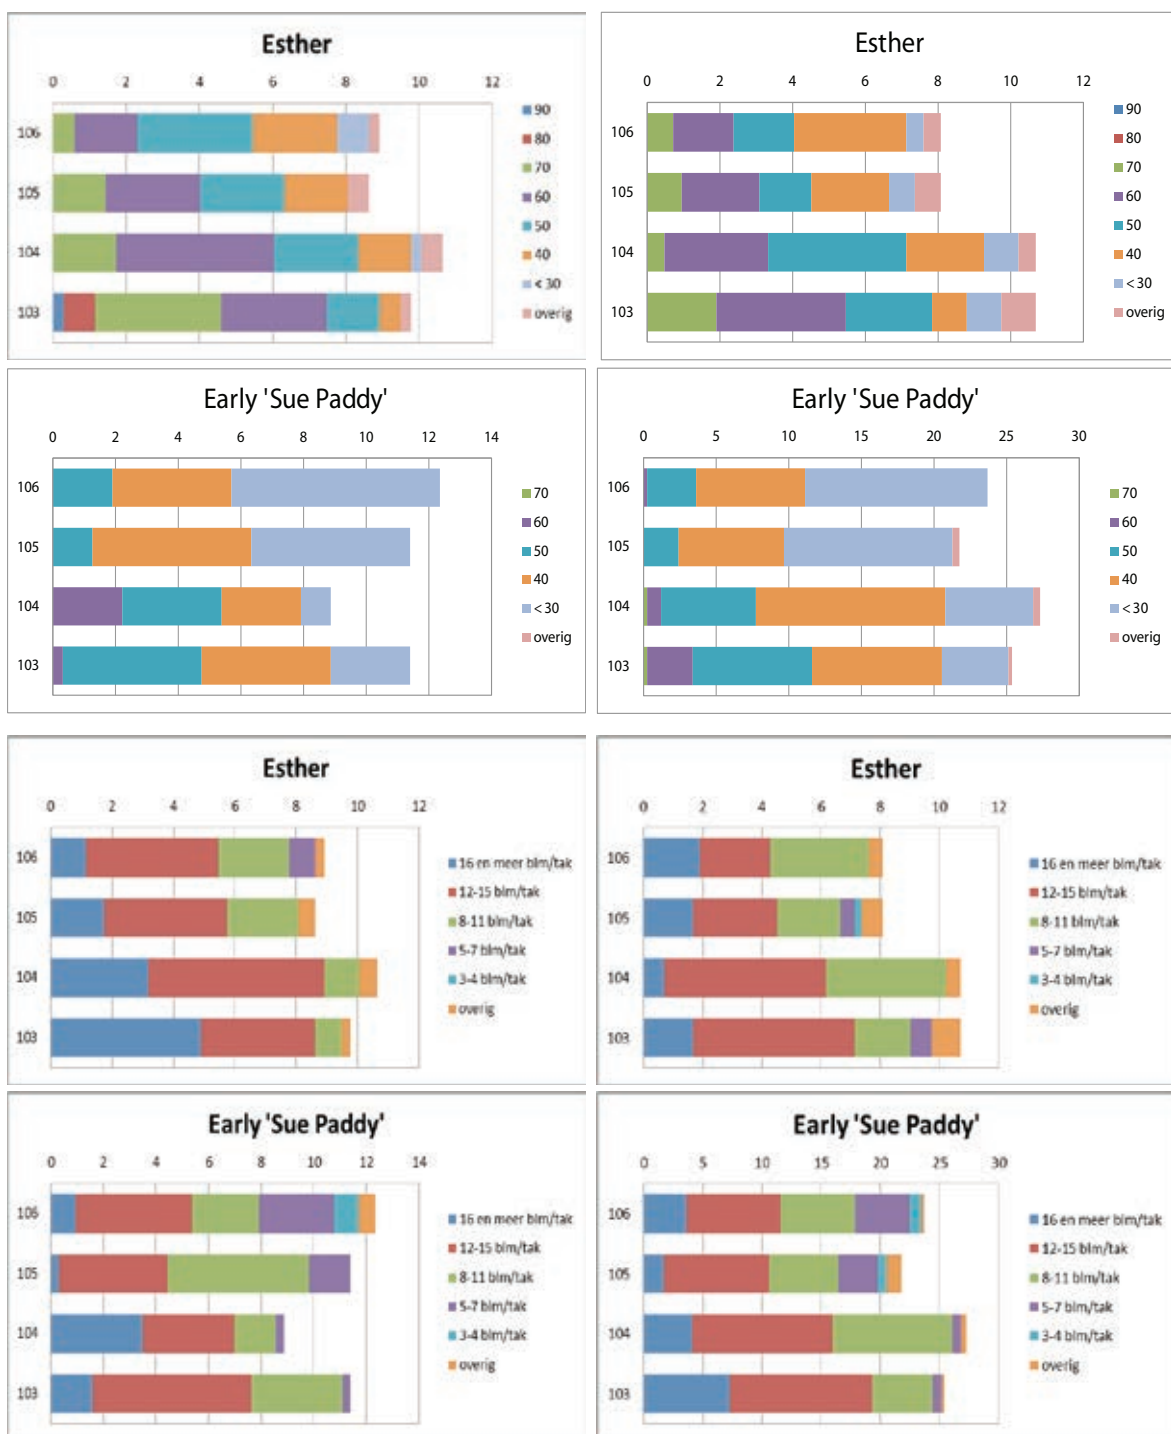 Esther
0 2 4 6 8 10 12
106
105
104
103
90
80
70
60
50
40
< 30
overig
Esther
0 2 4 6 8 10 12
106
105
104
103
90
80
70
60
50
40
< 30
overig
Early 'Sue Paddy'
0 2 4 6 8 10 12 14
106
105
104
103
70
60
50
40
< 30
overig
Early 'Sue Paddy'
0 5 10 15 20 25 30
106
105
104
103
70
60
50
40
< 30
overig
Esther
0 2 4 6 8 10 12
106
105
104
103
16 en meer blm/tak
12-15 blm/tak
8-11 blm/tak
5-7 blm/tak
3-4 blm/tak
overig
Esther
0 2 4 6 8 10 12
106
105
104
103
16 en meer blm/tak
12-15 blm/tak
8-11 blm/tak
5-7 blm/tak
3-4 blm/tak
overig
Early 'Sue Paddy'
0 2 4 6 8 10 12 14
106
105
104
103
16 en meer blm/tak
12-15 blm/tak
8-11 blm/tak
5-7 blm/tak
3-4 blm/tak
overig
Early 'Sue Paddy'
0 5 10 15 20 25 30
106
105
104
103
16 en meer blm/tak
12-15 blm/tak
8-11 blm/tak
5-7 blm/tak
3-4 blm/tak
overig